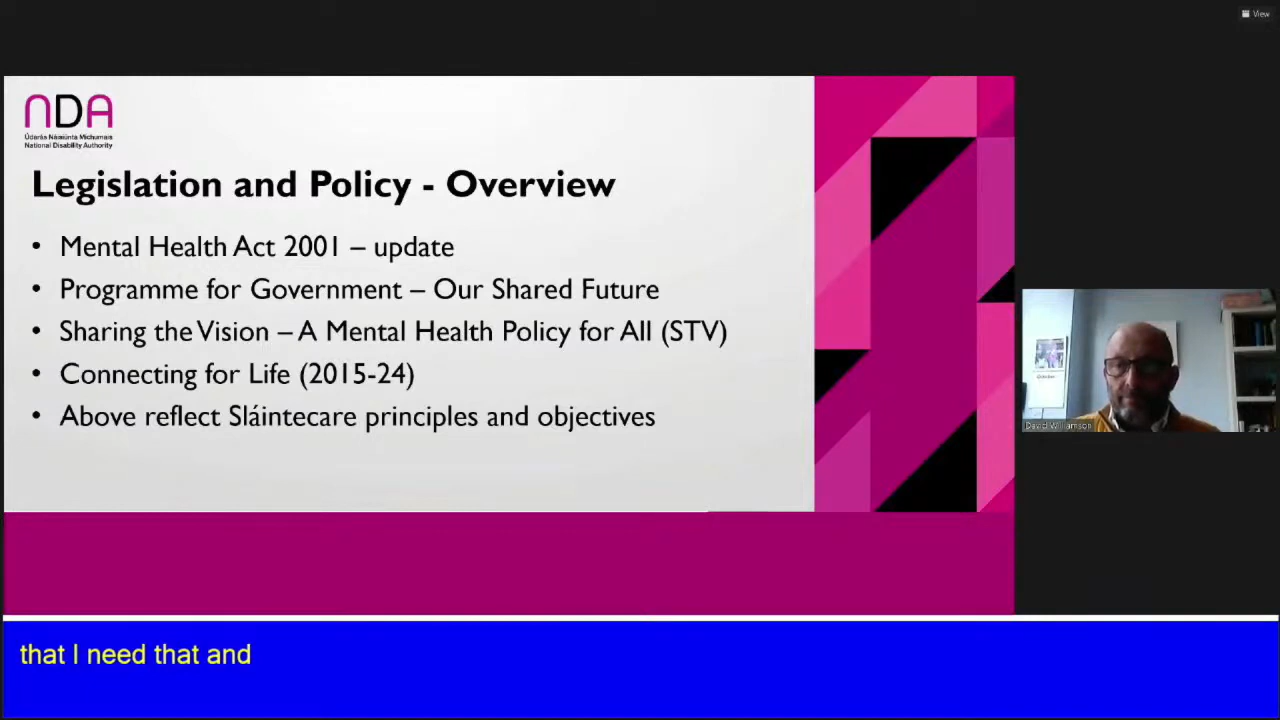 View
NDA
Údarás Náisiúnta Míchumais
National Disability Authority
Legislation and Policy - Overview
• Mental Health Act 2001 – update
• Programme for Government – Our Shared Future
• Sharing the Vision – A Mental Health Policy for All (STV)
• Connecting for Life (2015-24)
• Above reflect Sláintecare principles and objectives
David Williamson
that I need that and